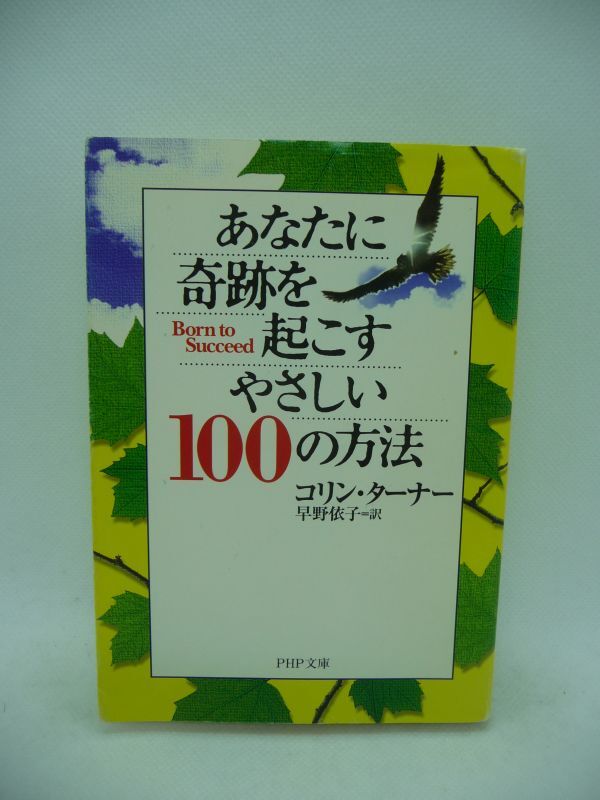 あなたに
奇跡を
Born to
Succeed
起こす
やさしい
100の方法
コリン・ターナー
早野依子=訳
PHP文庫